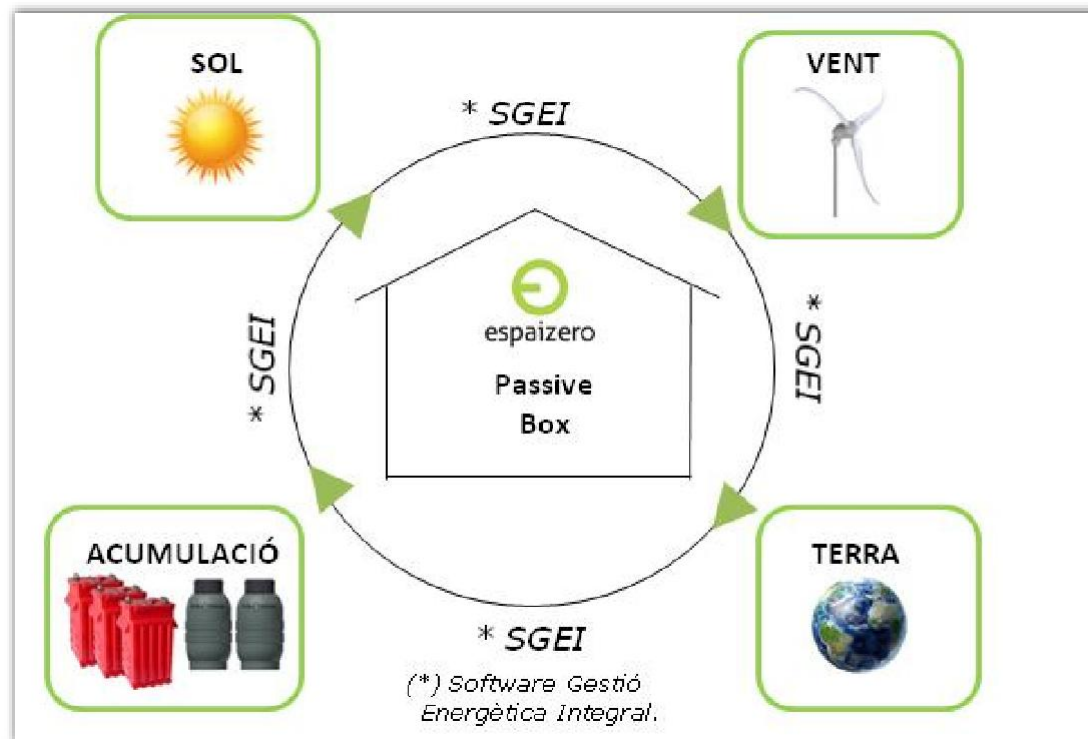 SOL
VENT
* SGEI
* SGEI
* SGEI
espaizero
Passive
Box
ACUMULACIÓ
TERRA
* SGEI
(*) Software Gestió
Energètica Integral.